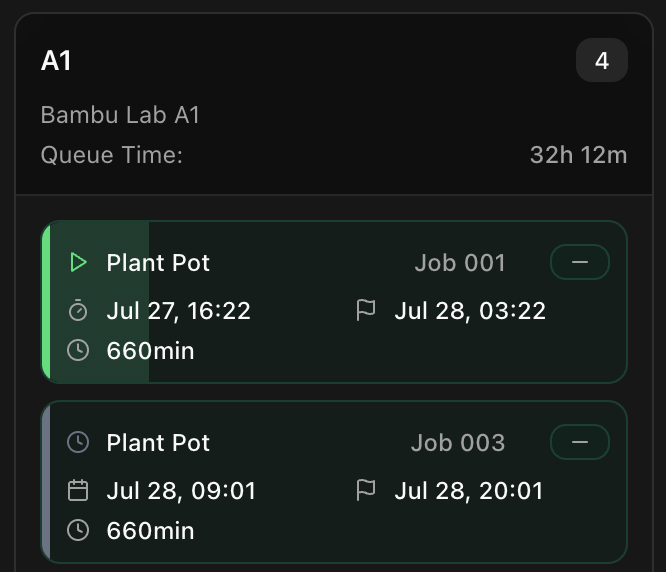 A1 4
Bambu Lab A1
Queue Time: 32h 12m
Plant Pot Job 001
Jul 27, 16:22 Jul 28, 03:22
660min
Plant Pot Job 003
Jul 28, 09:01 Jul 28, 20:01
660min